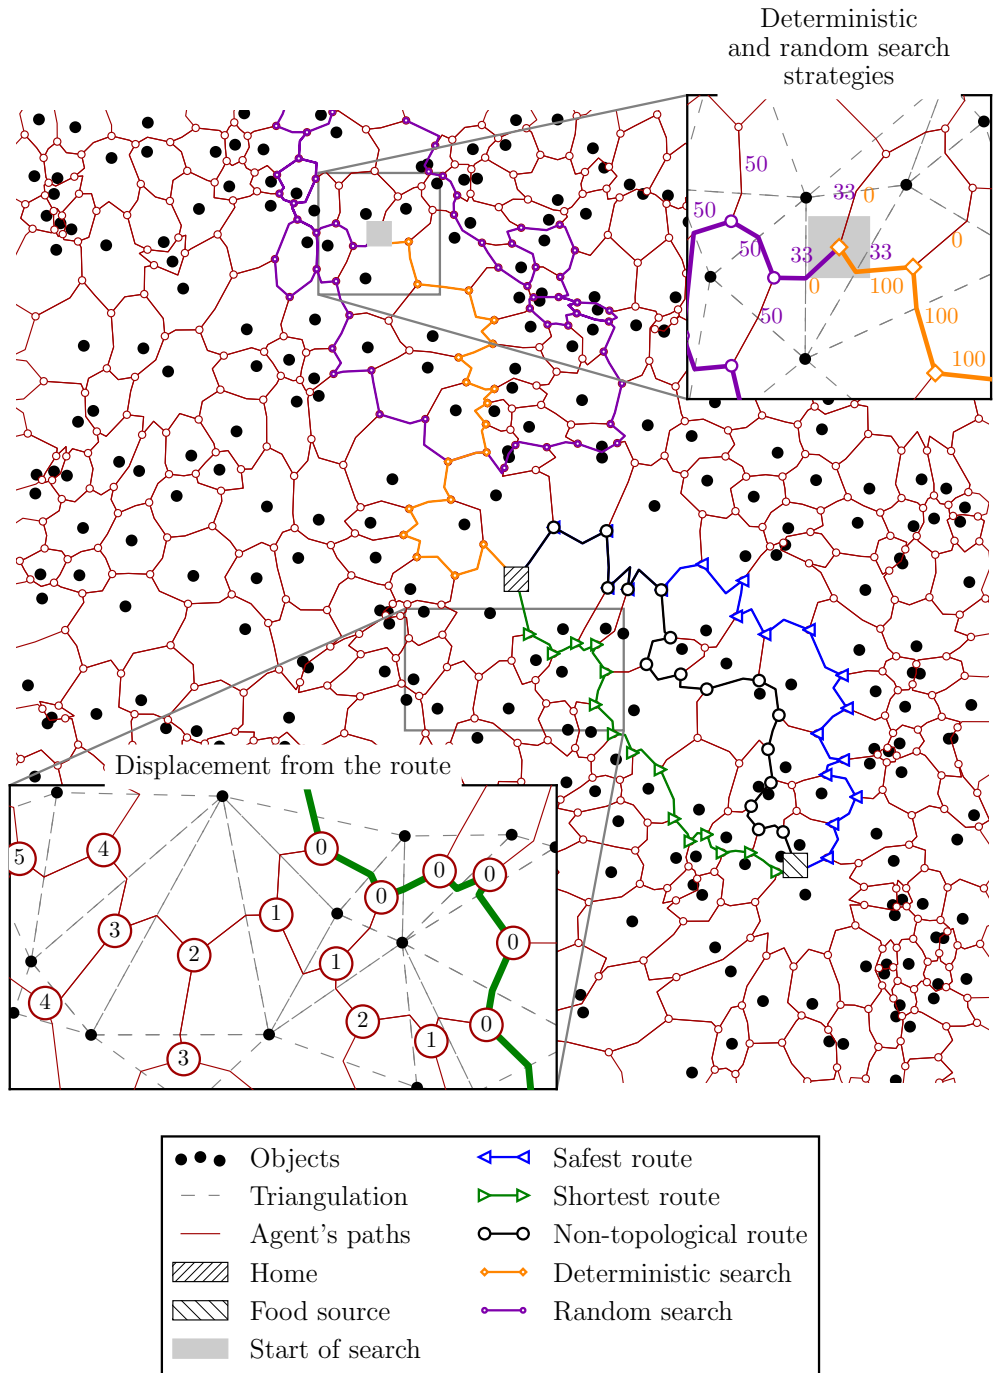 Deterministic
and random search
strategies
50
33
0
50
50
33
33
0
0
100
50
100
100
Displacement from the route
5
4
0
0
0
0
3
1
2
0
1
4
2
1
0
3
Objects
Triangulation
Agent's paths
Home
Food source
Start of search
Safest route
Shortest route
Non-topological route
Deterministic search
Random search